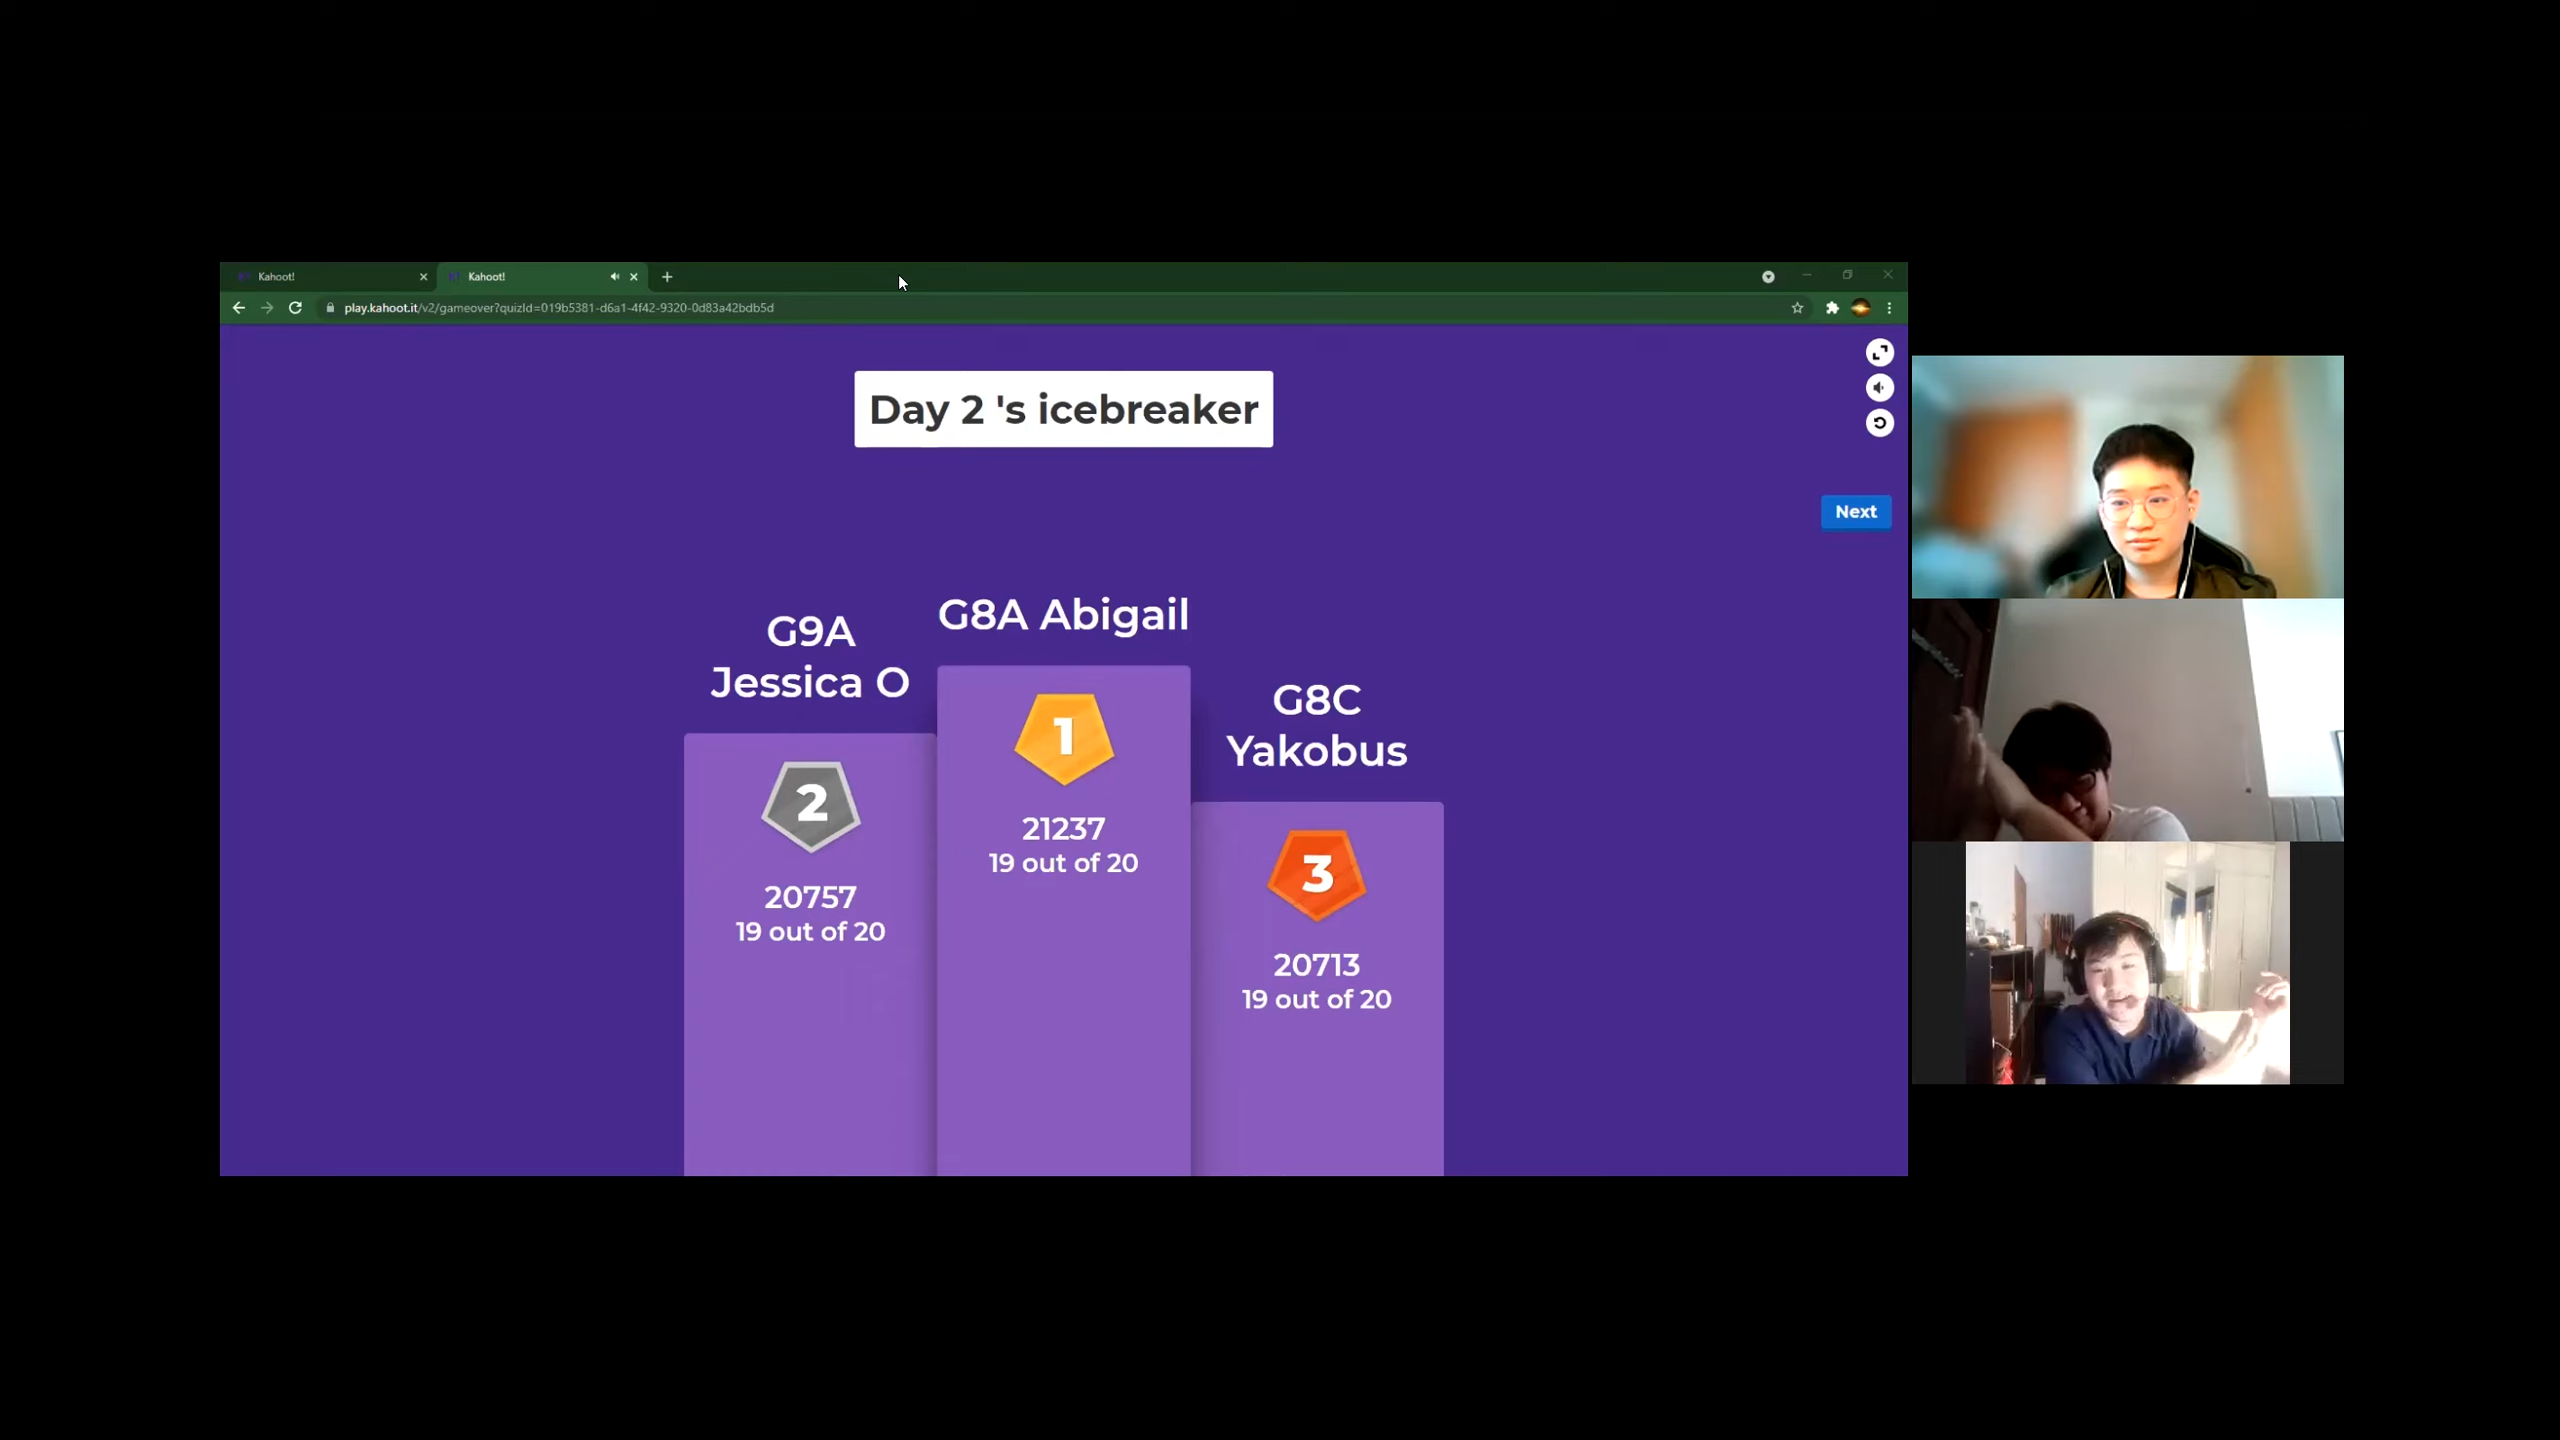 Kahoot!
Kahoot!
play.kahoot.it/v2/gameover?quizId=019b5381-d6a1-4f42-9320-0d83a42bdb5d
Day 2 's icebreaker
Next
G9A
Jessica O
2
20757
19 out of 20
G8A Abigail
1
21237
19 out of 20
G8C
Yakobus
3
20713
19 out of 20